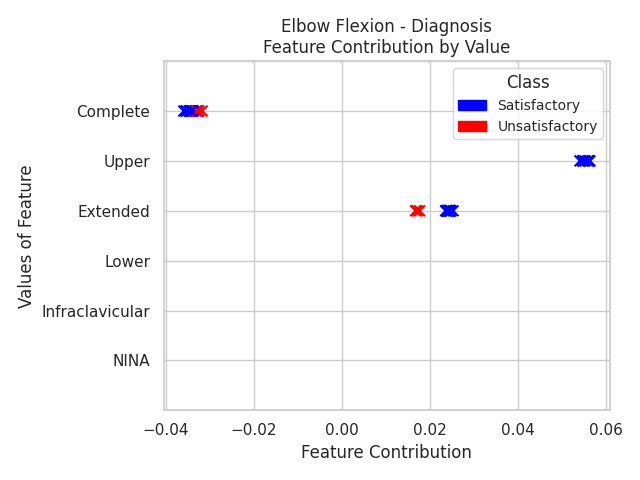 Elbow Flexion - Diagnosis
Feature Contribution by Value
Class
Satisfactory
Unsatisfactory
Values of Feature
Complete
Upper
Extended
Lower
Infraclavicular
NINA
−0.04 −0.02 0.00 0.02 0.04 0.06
Feature Contribution